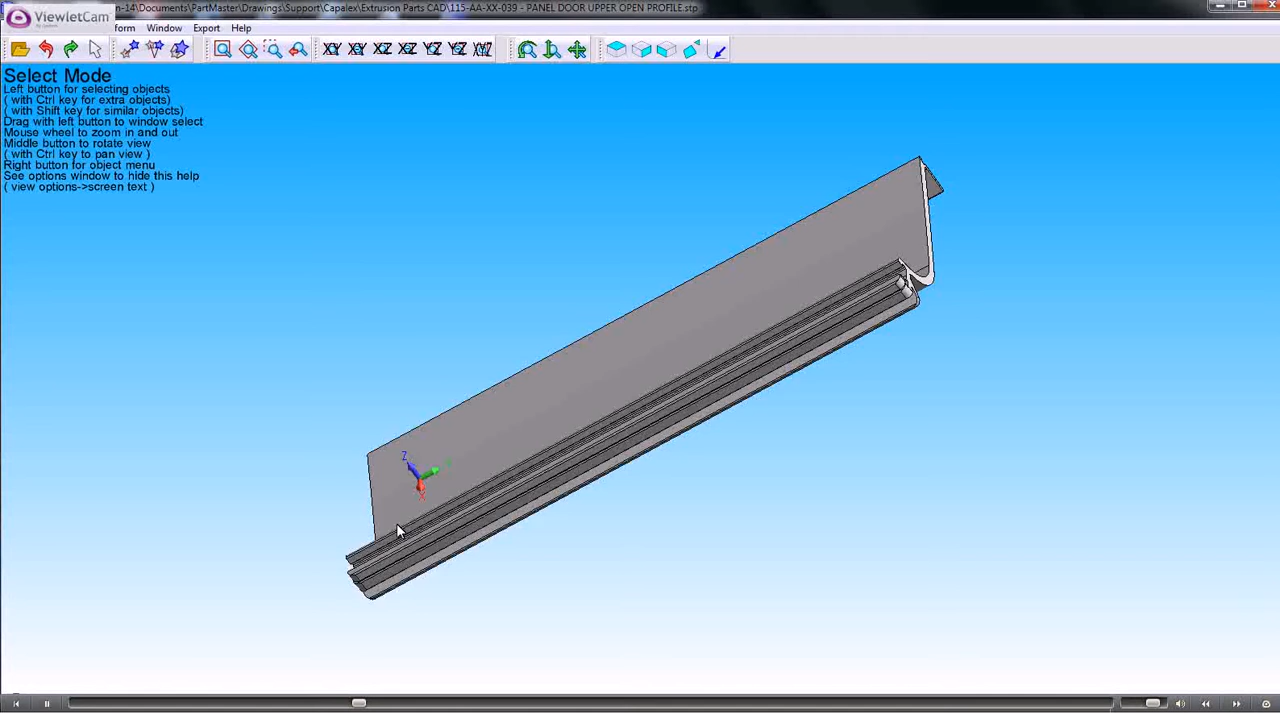 ViewletCam
n-14\Documents\PartMaster\Drawings\Support\Capalex\Extrusion Parts CAD\115-AA-XX-039 - PANEL DOOR UPPER OPEN PROFILE.stp
form Window Export Help
Select Mode
Left button for selecting objects
( with Ctrl key for extra objects)
( with Shift key for similar objects)
Drag with left button to window select
Mouse wheel to zoom in and out
Middle button to rotate view
( with Ctrl key to pan view )
Right button for object menu
See options window to hide this help
( view options->screen text )
Z